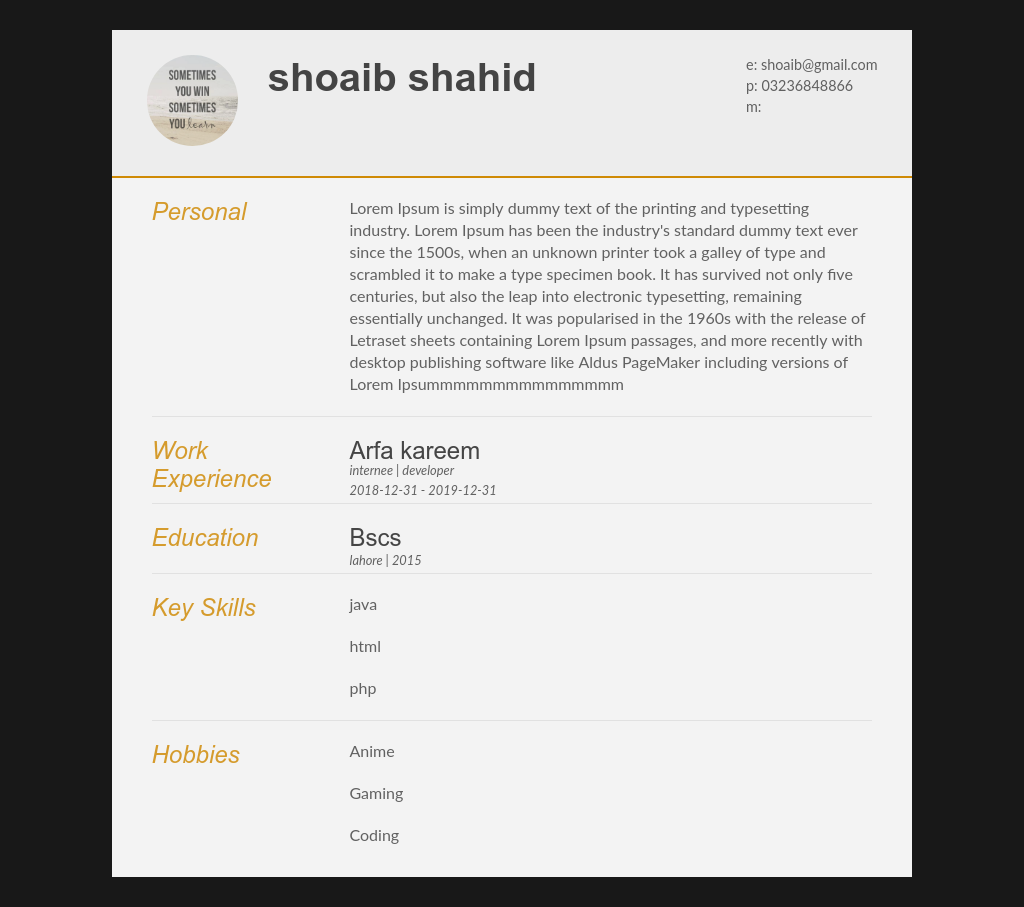 SOMETIMES
YOU WIN
SOMETIMES
YOU learn
shoaib shahid
e: shoaib@gmail.com
p: 03236848866
m:
Personal
Lorem Ipsum is simply dummy text of the printing and typesetting
industry. Lorem Ipsum has been the industry's standard dummy text ever
since the 1500s, when an unknown printer took a galley of type and
scrambled it to make a type specimen book. It has survived not only five
centuries, but also the leap into electronic typesetting, remaining
essentially unchanged. It was popularised in the 1960s with the release of
Letraset sheets containing Lorem Ipsum passages, and more recently with
desktop publishing software like Aldus PageMaker including versions of
Lorem Ipsummmmmmmmmmmmmmm
Work
Experience
Arfa kareem
internee | developer
2018-12-31 - 2019-12-31
Education
Bscs
lahore | 2015
Key Skills
java
html
php
Hobbies
Anime
Gaming
Coding